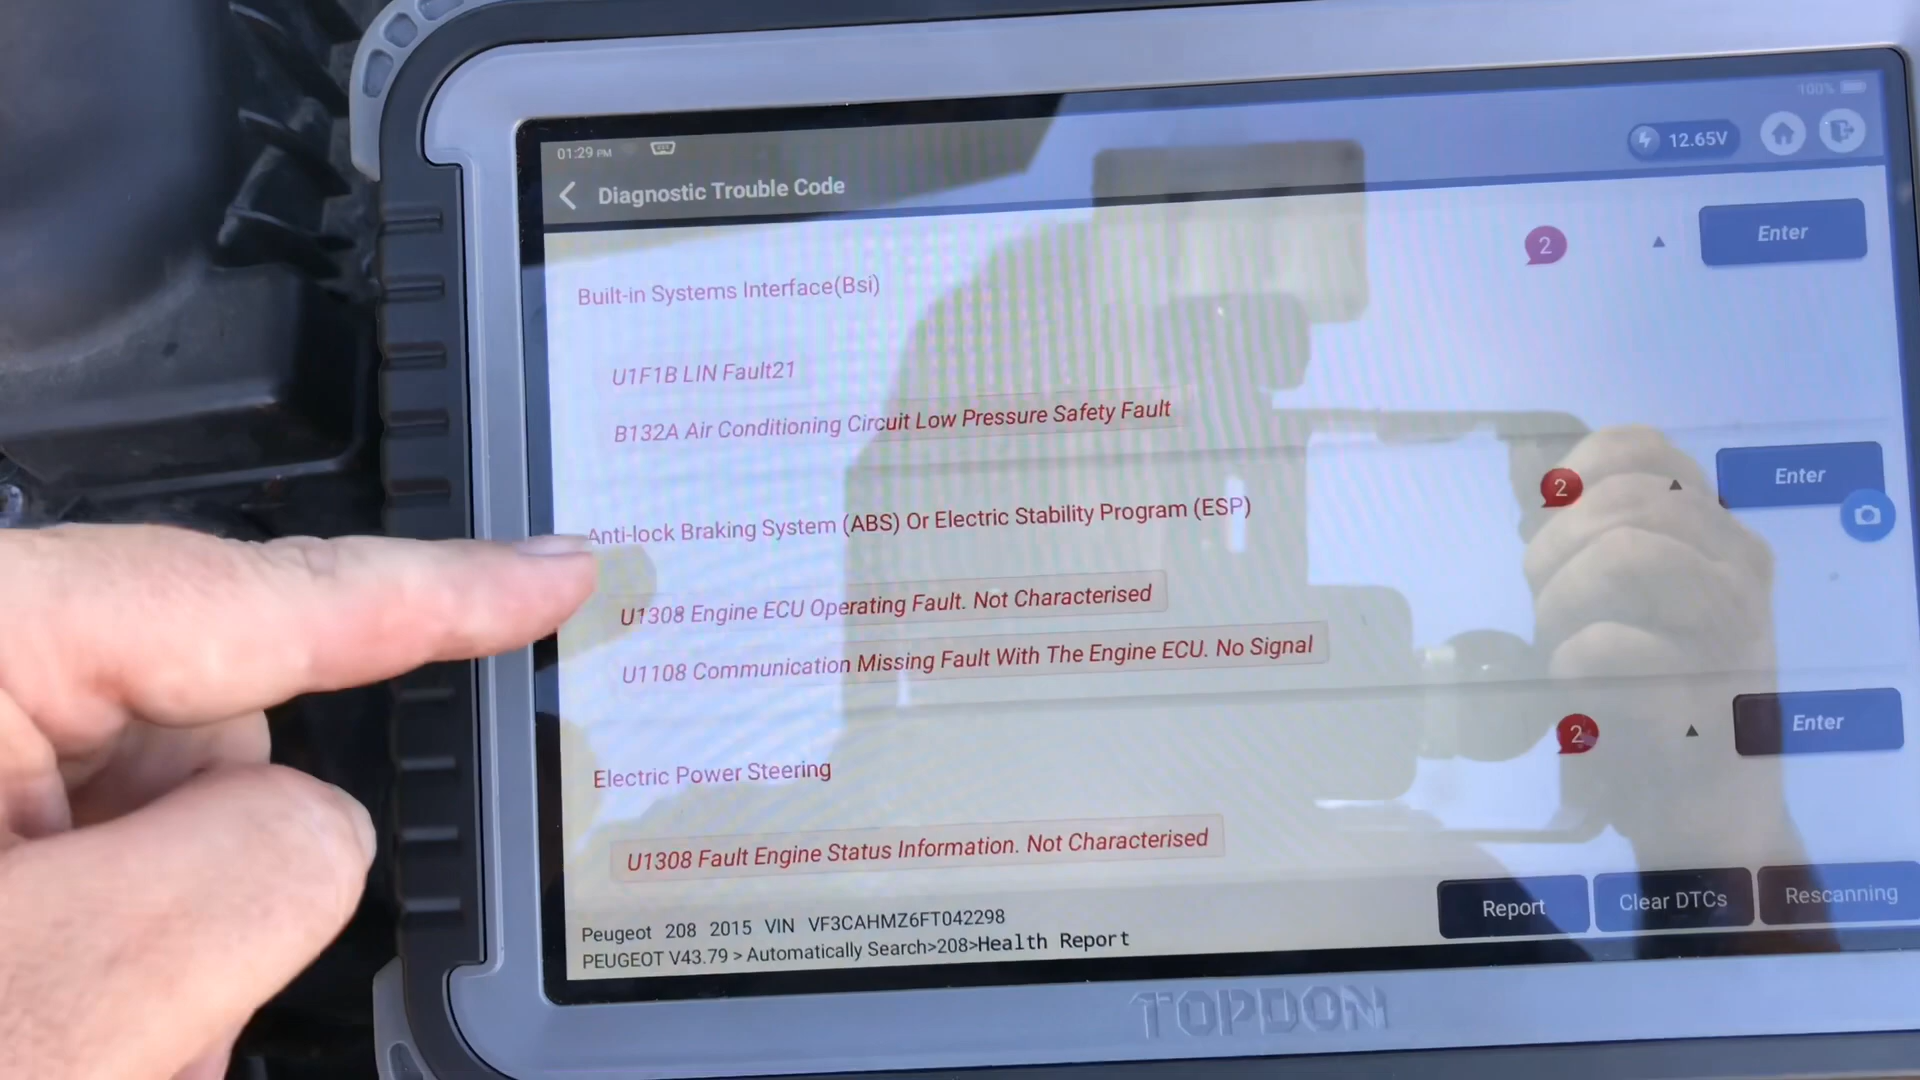 100%
01:29 PM
12.65V
Diagnostic Trouble Code
2
Enter
Built-in Systems Interface(Bsi)
U1F1B LIN Fault21
B132A Air Conditioning Circuit Low Pressure Safety Fault
2
Enter
Anti-lock Braking System (ABS) Or Electric Stability Program (ESP)
U1308 Engine ECU Operating Fault. Not Characterised
U1108 Communication Missing Fault With The Engine ECU. No Signal
2
Enter
Electric Power Steering
U1308 Fault Engine Status Information. Not Characterised
Report
Clear DTCs
Rescanning
Peugeot 208 2015 VIN VF3CAHMZ6FT042298
PEUGEOT V43.79 > Automatically Search>208>Health Report
TOPDON